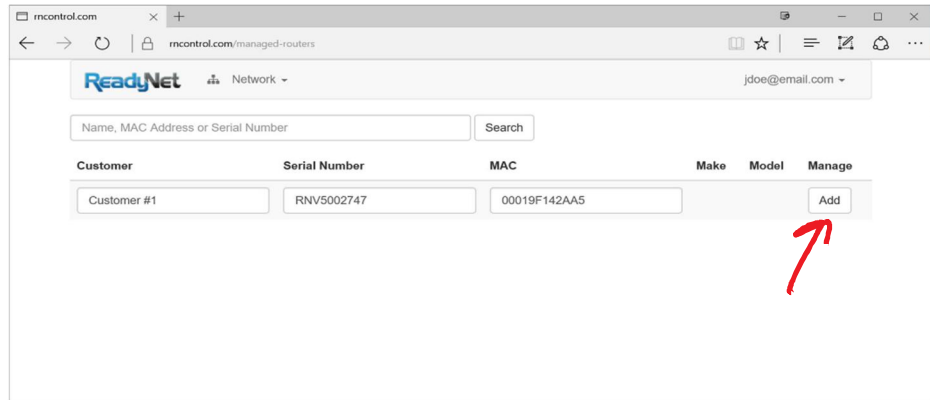 rncontrol.com
rncontrol.com/managed-routers
ReadyNet Network jdoe@email.com
Name, MAC Address or Serial Number Search
Customer Serial Number MAC Make Model Manage
Customer #1 RNV5002747 00019F142AA5 Add